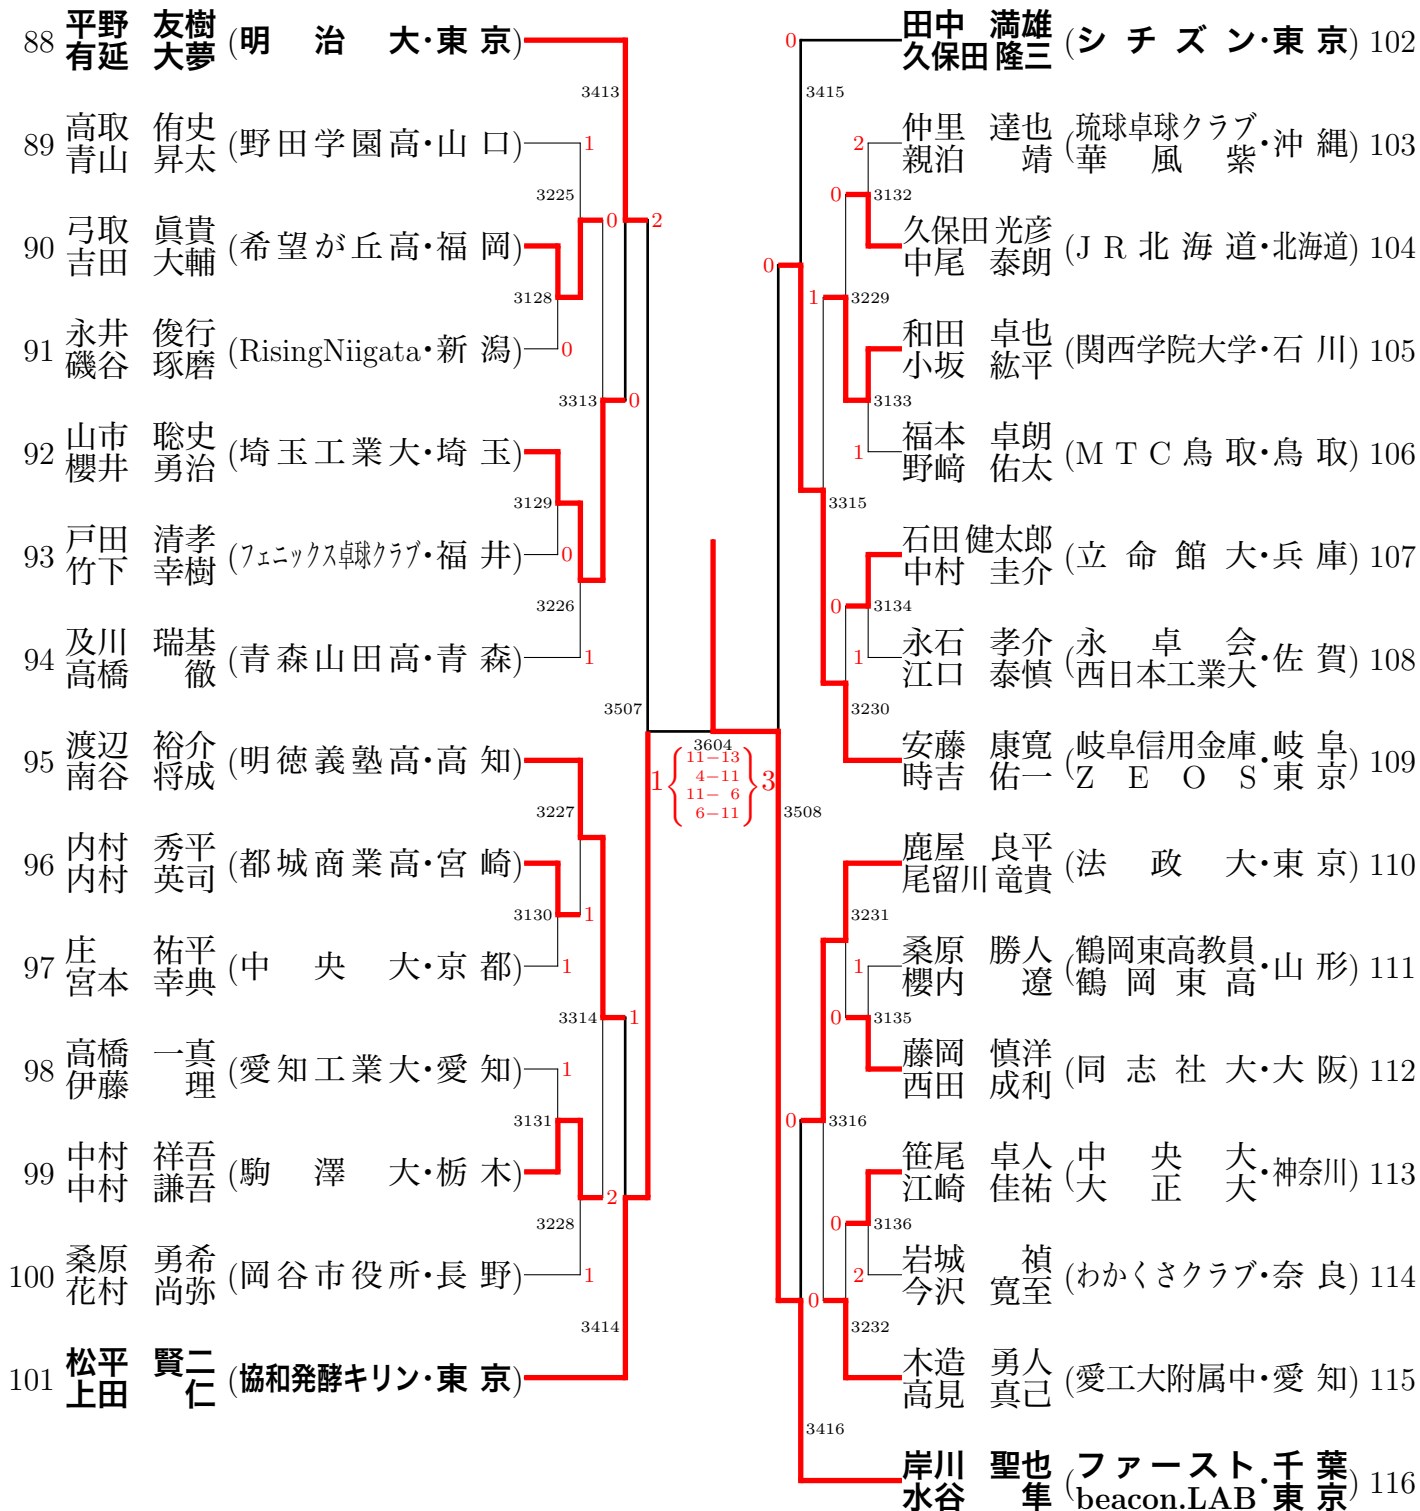 88 平野 友樹 有延 大夢 (明治大・東京)
89 高取 侑史 青山 昇太 (野田学園高・山口)
90 弓取 眞貴 吉田 大輔 (希望が丘高・福岡)
91 永井 俊行 磯谷 琢磨 (RisingNiigata・新潟)
92 山市 聡史 櫻井 勇治 (埼玉工業大・埼玉)
93 戸田 清孝 竹下 幸樹 (フェニックス卓球クラブ・福井)
94 及川 瑞基 高橋 徹 (青森山田高・青森)
95 渡辺 裕介 南谷 将成 (明徳義塾高・高知)
96 内村 秀平 内村 英司 (都城商業高・宮崎)
97 庄 祐平 宮本 幸典 (中央大・京都)
98 高橋 一真 伊藤 理 (愛知工業大・愛知)
99 中村 祥吾 中村 謙吾 (駒澤大・栃木)
100 桑原 勇希 花村 尚弥 (岡谷市役所・長野)
101 松平 賢二 上田 仁 (協和発酵キリン・東京)
3413
1
3225
0
2
3128
0
3313
0
3129
0
3226
1
3507
3227
3130
1
1
3314
1
1
3131
2
3228
1
3414
3604
1
11-13
4-11
11- 6
6-11
3
0
3415
2
0
3132
0
1
3229
3133
1
3315
0
3134
1
3230
3508
3231
1
0
3135
0
3316
0
3136
2
0
3232
3416
田中 満雄 久保田 隆三 (シチズン・東京) 102
仲里 達也 親泊 靖 (琉球卓球クラブ 華風紫・沖縄) 103
久保田 光彦 中尾 泰朗 (JR北海道・北海道) 104
和田 卓也 小坂 紘平 (関西学院大学・石川) 105
福本 卓朗 野﨑 佑太 (MTC鳥取・鳥取) 106
石田 健太郎 中村 圭介 (立命館大・兵庫) 107
永石 孝介 江口 泰慎 (永卓会 西日本工業大・佐賀) 108
安藤 康寛 時吉 佑一 (岐阜信用金庫・岐阜 ZEOS・東京) 109
鹿屋 良平 尾留川 竜貴 (法政大・東京) 110
桑原 勝人 櫻内 遼 (鶴岡東高教員 鶴岡東高・山形) 111
藤岡 慎洋 西田 成利 (同志社大・大阪) 112
笹尾 卓人 江崎 佳祐 (中央大 大正大・神奈川) 113
岩城 禎 今沢 寛至 (わかくさクラブ・奈良) 114
木造 勇人 高見 真己 (愛工大附属中・愛知) 115
岸川 聖也 水谷 隼 (ファースト・千葉 beacon.LAB・東京) 116